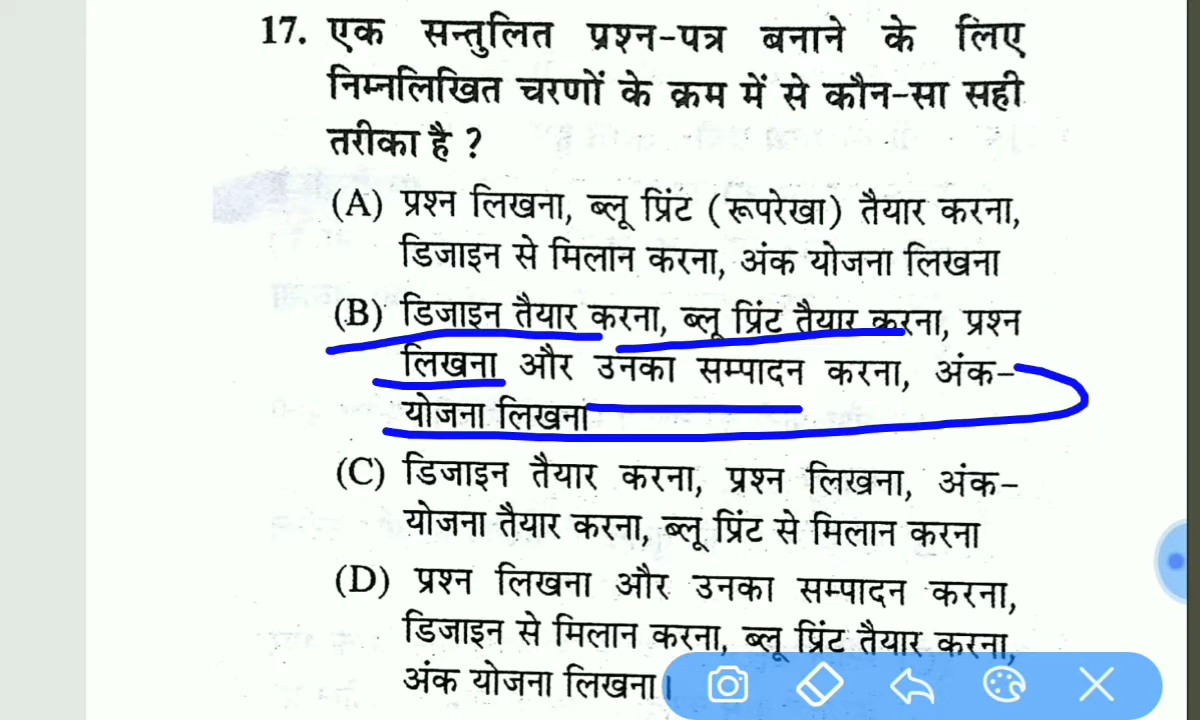 17. एक सन्तुलित प्रश्न-पत्र बनाने के लिए
निम्नलिखित चरणों के क्रम में से कौन-सा सही
तरीका है ?
(A) प्रश्न लिखना, ब्लू प्रिंट (रूपरेखा) तैयार करना,
डिजाइन से मिलान करना, अंक योजना लिखना
(B) डिजाइन तैयार करना, ब्लू प्रिंट तैयार करना, प्रश्न
लिखना और उनका सम्पादन करना, अंक-
योजना लिखना
(C) डिजाइन तैयार करना, प्रश्न लिखना, अंक-
योजना तैयार करना, ब्लू प्रिंट से मिलान करना
(D) प्रश्न लिखना और उनका सम्पादन करना,
डिजाइन से मिलान करना, ब्लू प्रिंट तैयार करना,
अंक योजना लिखना।